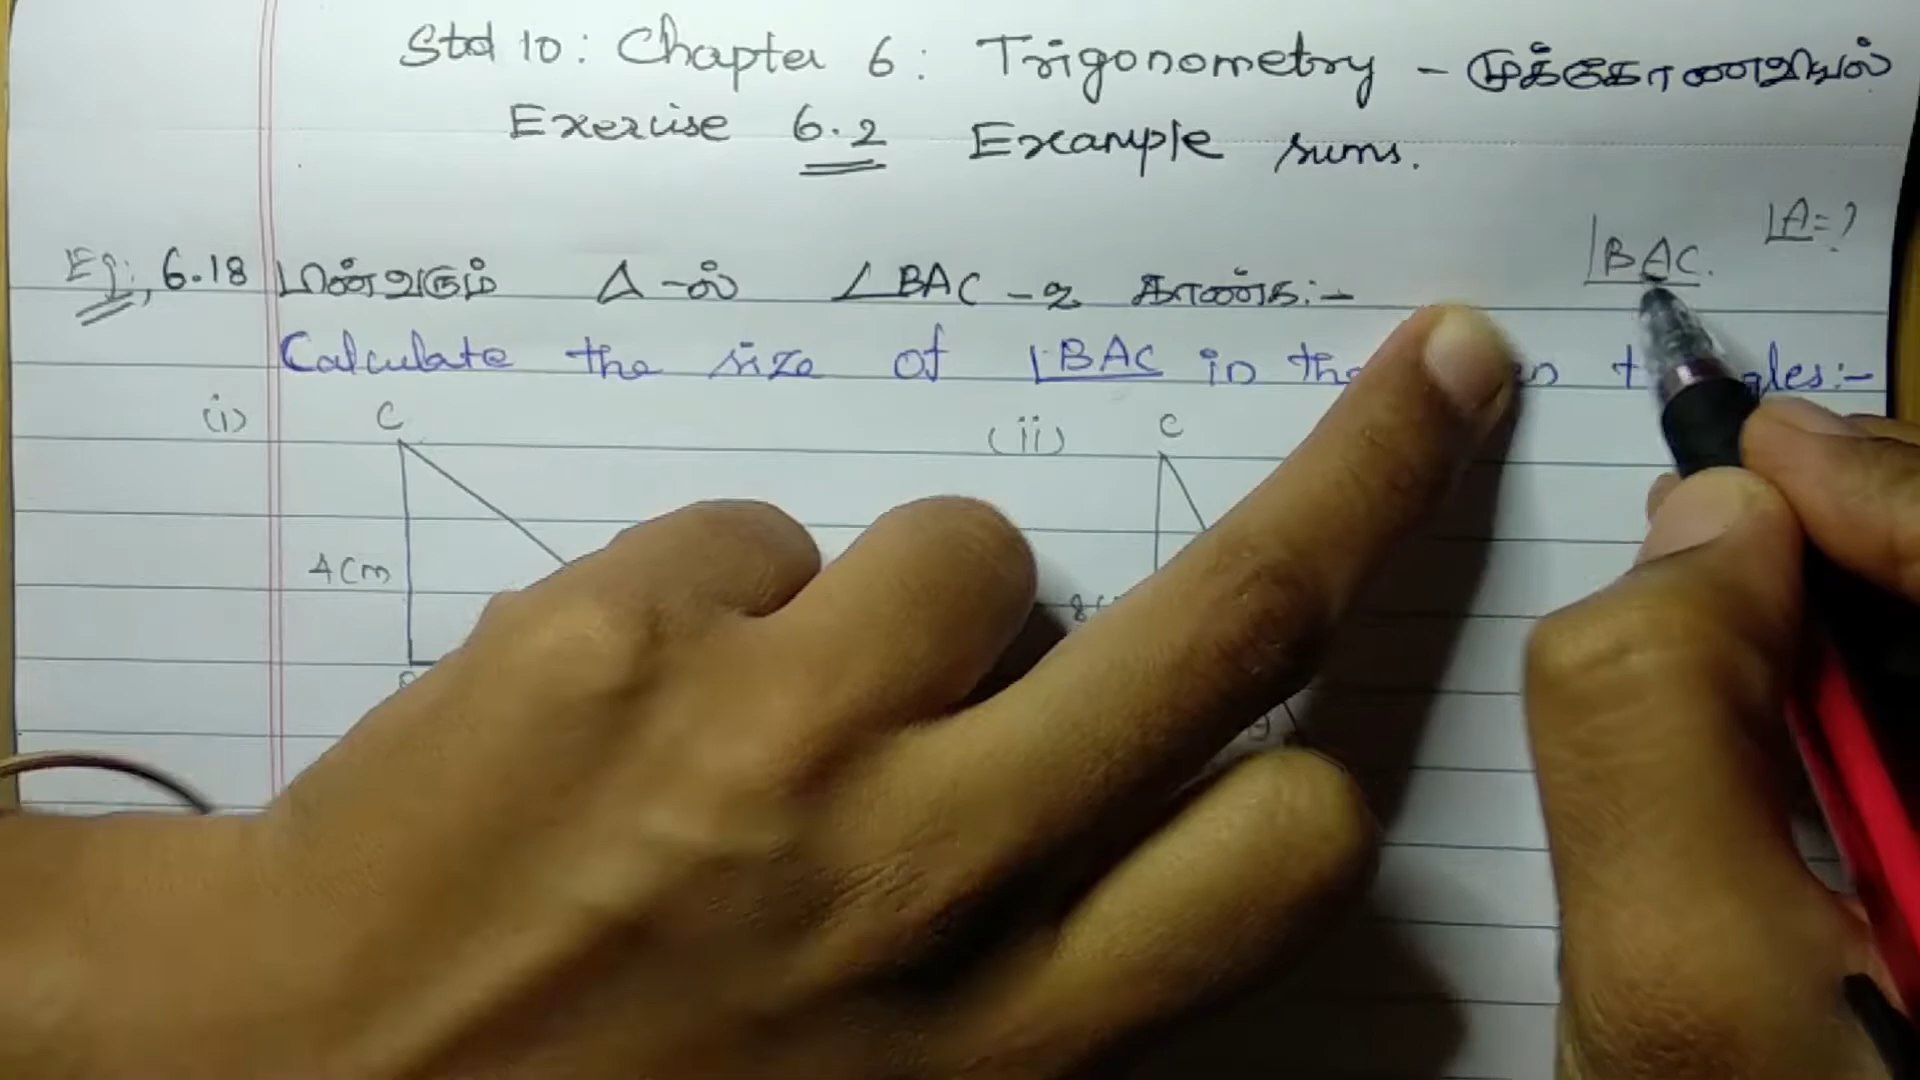 Std 10: Chapter 6: Trigonometry - முக்கோணவியல்
Exercise 6.2 Example sums.
∠A=?
∠BAC.
Eg:, 6.18 பின்வரும் Δ-ல் ∠BAC -ஐ காண்க:-
Calculate the size of ∠BAC in the :-
(i) C
(ii) C
4cm
θ